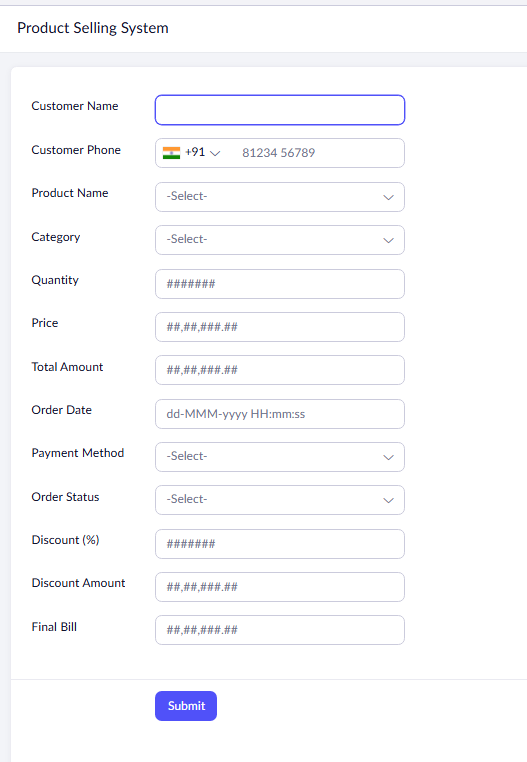 Product Selling System
Customer Name
Customer Phone +91 81234 56789
Product Name -Select-
Category -Select-
Quantity #######
Price ##,##,###.##
Total Amount ##,##,###.##
Order Date dd-MMM-yyyy HH:mm:ss
Payment Method -Select-
Order Status -Select-
Discount (%) #######
Discount Amount ##,##,###.##
Final Bill ##,##,###.##
Submit